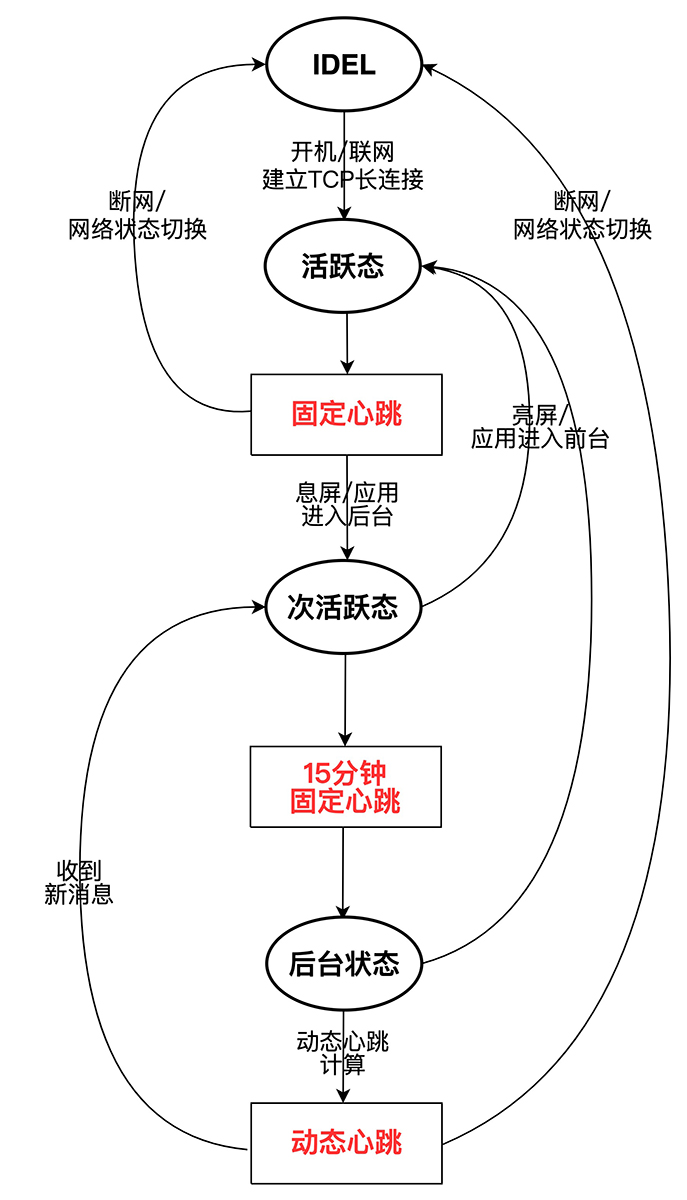 IDEL
开机/联网
建立TCP长连接
断网/
网络状态切换
断网/
网络状态切换
活跃态
固定心跳
亮屏/
应用进入前台
息屏/应用
进入后台
次活跃态
15分钟
固定心跳
收到
新消息
后台状态
动态心跳
计算
动态心跳